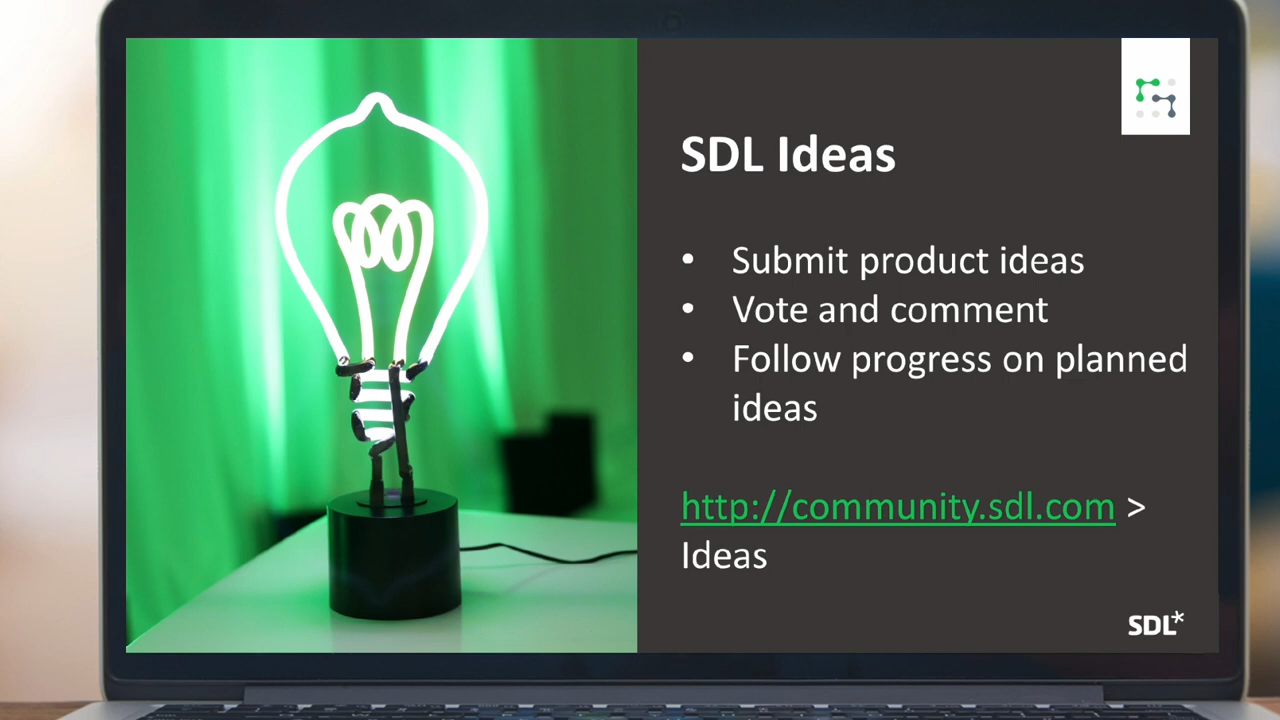 SDL Ideas
• Submit product ideas
• Vote and comment
• Follow progress on planned
ideas
http://community.sdl.com >
Ideas
SDL*